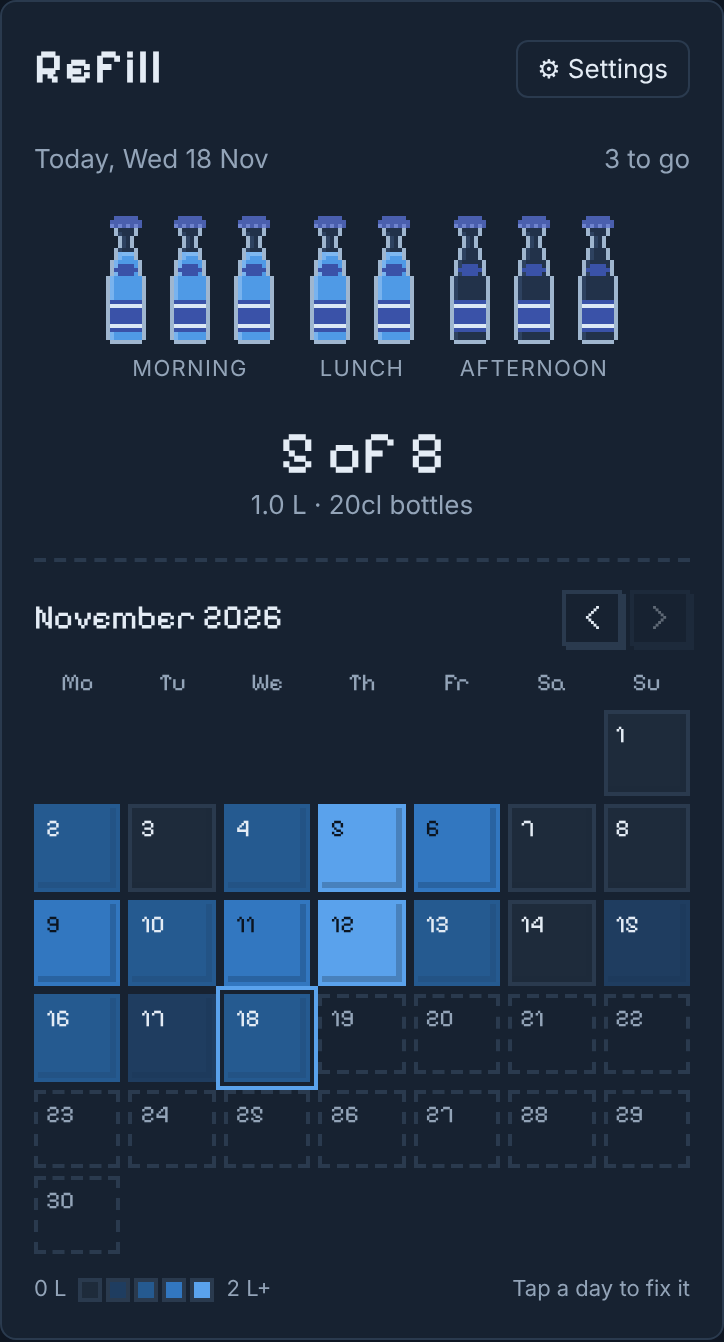 Refill
⚙ Settings
Today, Wed 18 Nov
3 to go
MORNING
LUNCH
AFTERNOON
5 of 8
1.0 L · 20cl bottles
November 2026
Mo Tu We Th Fr Sa Su
1
2 3 4 5 6 7 8
9 10 11 12 13 14 15
16 17 18 19 20 21 22
23 24 25 26 27 28 29
30
0 L
2 L+
Tap a day to fix it